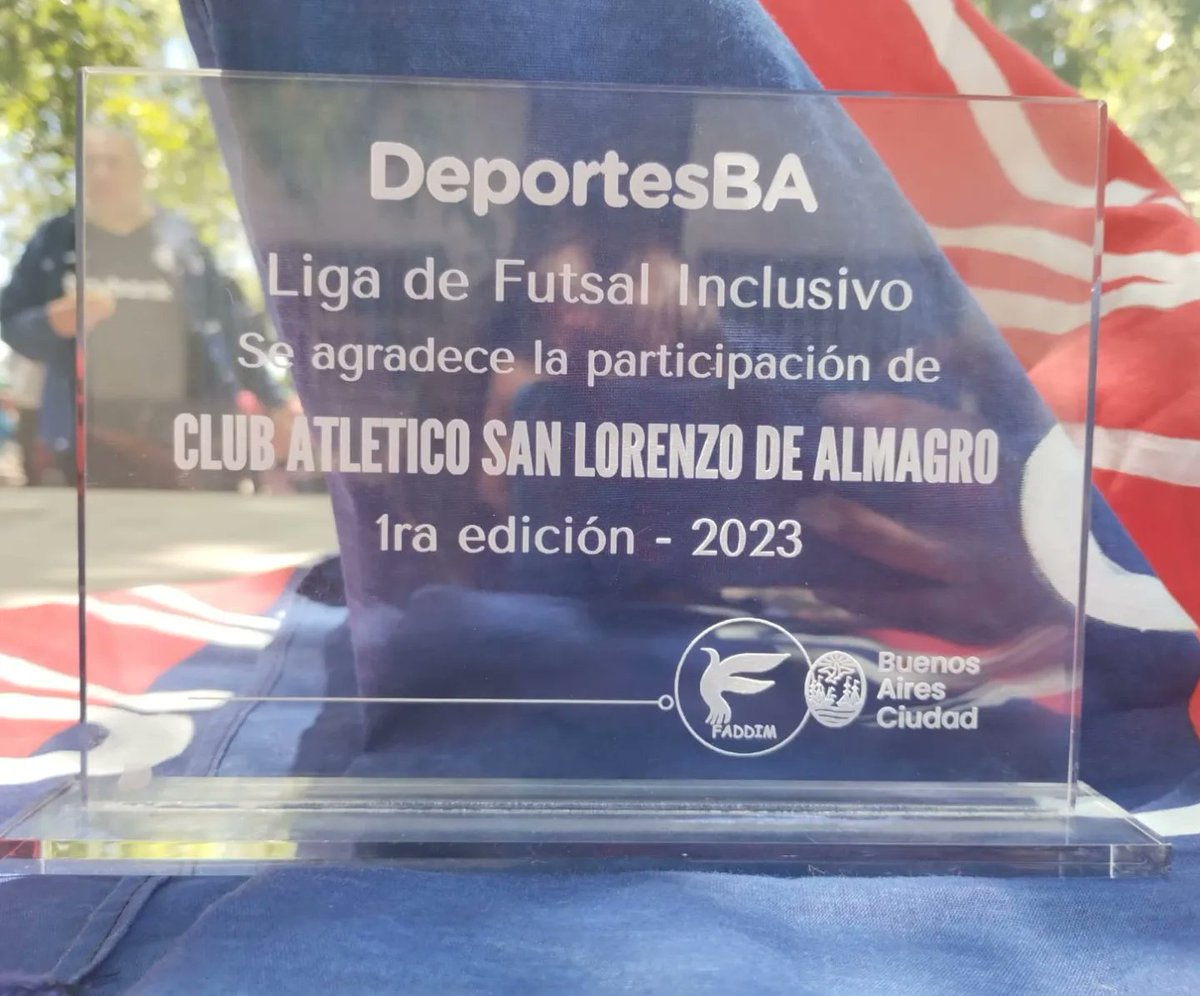 DeportesBA
Liga de Futsal Inclusivo
Se agradece la participación de
CLUB ATLETICO SAN LORENZO DE ALMAGRO
1ra edición - 2023
FADDIM
Buenos
Aires
Ciudad